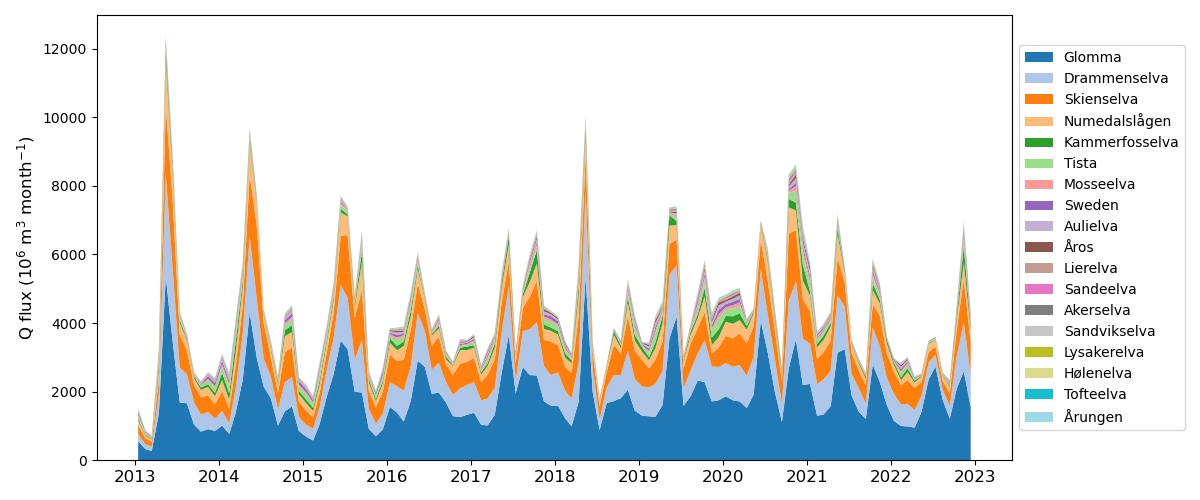 Q flux (10⁶ m³ month⁻¹)
12000
10000
8000
6000
4000
2000
0
2013 2014 2015 2016 2017 2018 2019 2020 2021 2022 2023
Glomma
Drammenselva
Skienselva
Numedalslågen
Kammerfosselva
Tista
Mosseelva
Sweden
Aulielva
Åros
Lierelva
Sandeelva
Akerselva
Sandvikselva
Lysakerelva
Hølenelva
Tofteelva
Årungen